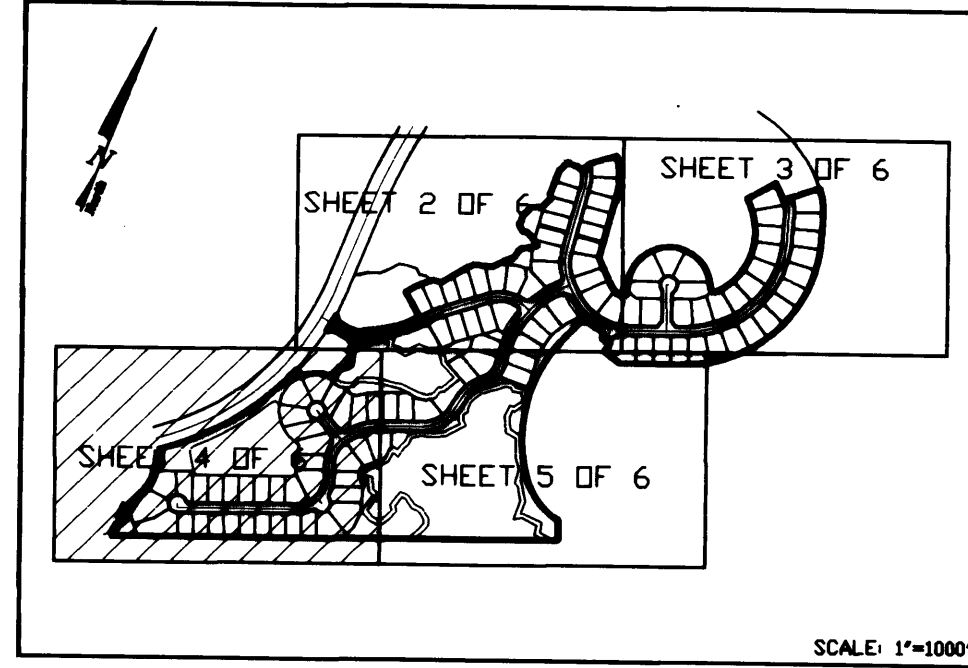 N
SHEET 3 OF 6
SHEET 2 OF 6
SHEET 4 OF 6
SHEET 5 OF 6
SCALE: 1"=1000'